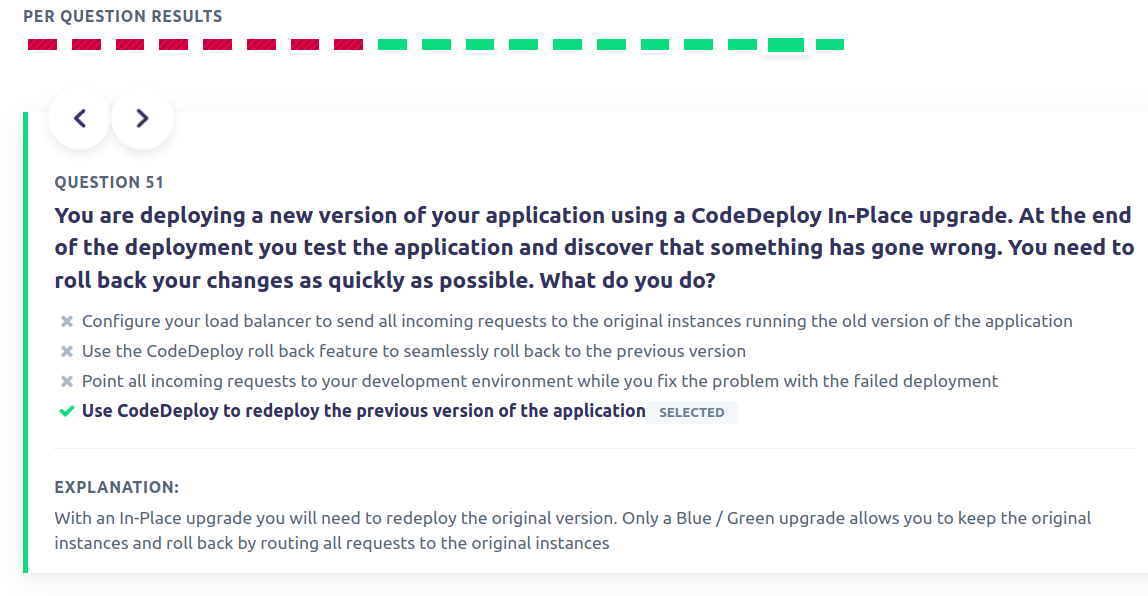 PER QUESTION RESULTS
QUESTION 51
You are deploying a new version of your application using a CodeDeploy In-Place upgrade. At the end
of the deployment you test the application and discover that something has gone wrong. You need to
roll back your changes as quickly as possible. What do you do?
Configure your load balancer to send all incoming requests to the original instances running the old version of the application
Use the CodeDeploy roll back feature to seamlessly roll back to the previous version
Point all incoming requests to your development environment while you fix the problem with the failed deployment
Use CodeDeploy to redeploy the previous version of the application SELECTED
EXPLANATION:
With an In-Place upgrade you will need to redeploy the original version. Only a Blue / Green upgrade allows you to keep the original
instances and roll back by routing all requests to the original instances